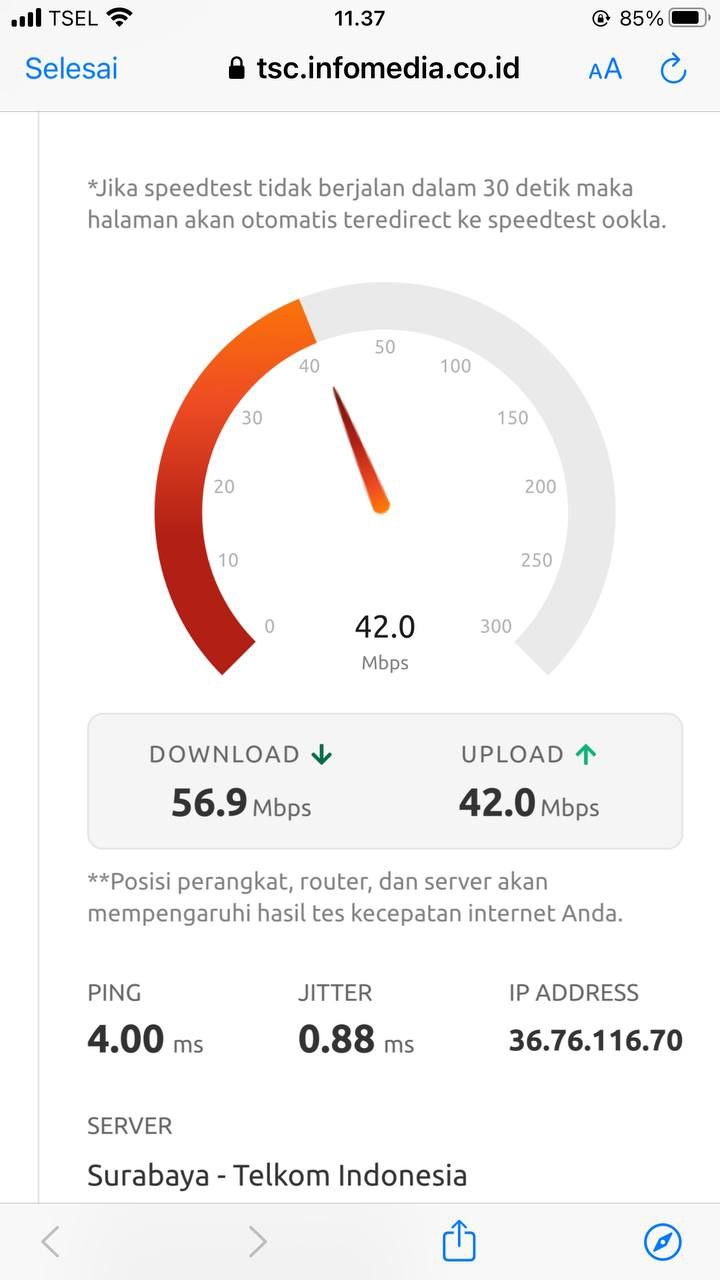 TSEL 11.37 85%
Selesai tsc.infomedia.co.id AA
*Jika speedtest tidak berjalan dalam 30 detik maka
halaman akan otomatis teredirect ke speedtest ookla.
50
40 100
30 150
20 200
10 250
0 42.0 300
Mbps
DOWNLOAD UPLOAD
56.9 Mbps 42.0 Mbps
**Posisi perangkat, router, dan server akan
mempengaruhi hasil tes kecepatan internet Anda.
PING JITTER IP ADDRESS
4.00 ms 0.88 ms 36.76.116.70
SERVER
Surabaya - Telkom Indonesia